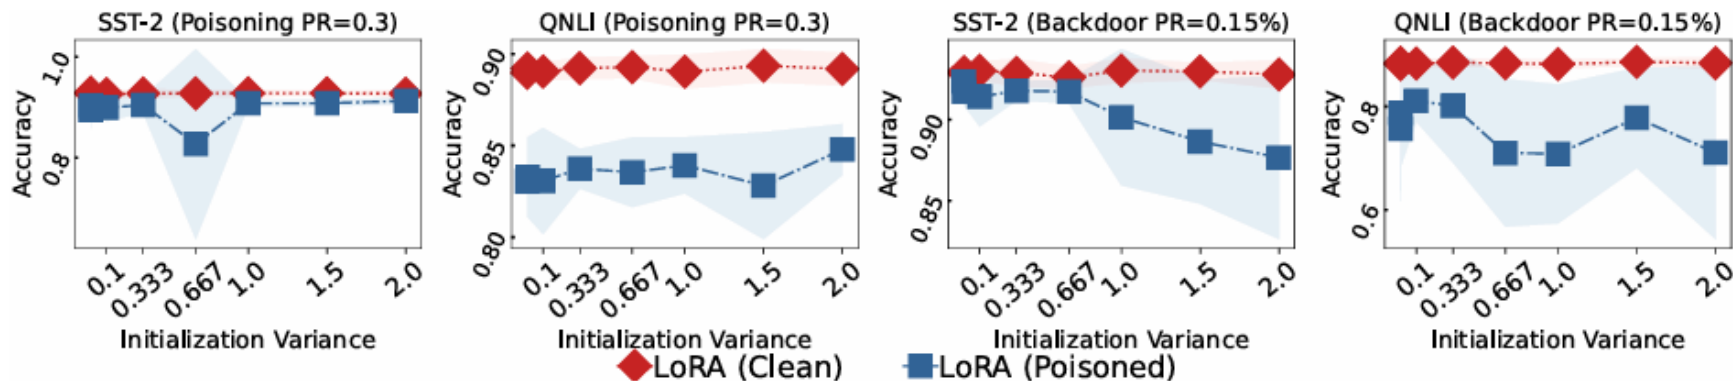 SST-2 (Poisoning PR=0.3)
Accuracy
1.0
0.8
0.1
0.333
0.667
1.0
1.5
2.0
Initialization Variance
QNLI (Poisoning PR=0.3)
Accuracy
0.90
0.85
0.80
0.1
0.333
0.667
1.0
1.5
2.0
Initialization Variance
SST-2 (Backdoor PR=0.15%)
Accuracy
0.90
0.85
0.1
0.333
0.667
1.0
1.5
2.0
Initialization Variance
QNLI (Backdoor PR=0.15%)
Accuracy
0.8
0.6
0.1
0.333
0.667
1.0
1.5
2.0
Initialization Variance
LoRA (Clean)
LoRA (Poisoned)